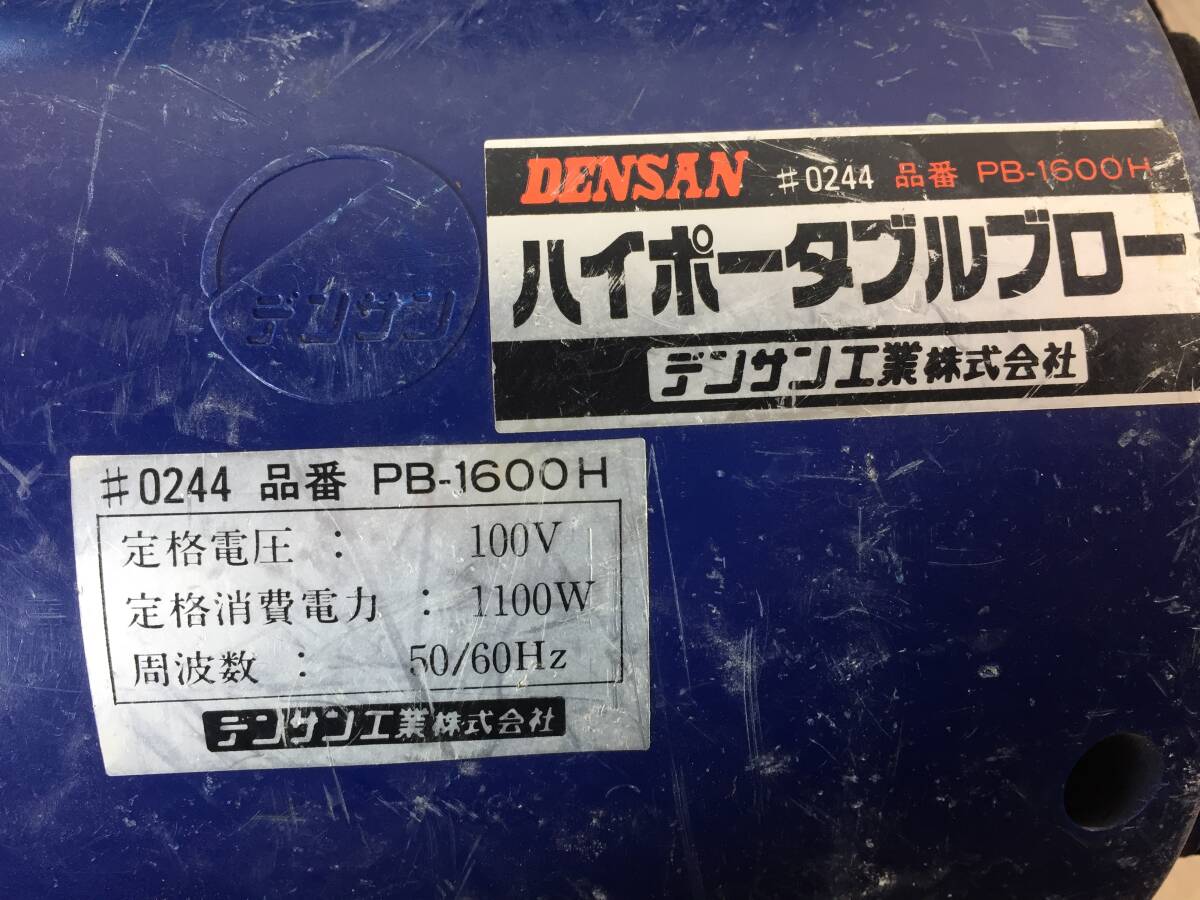 デンサン
DENSAN #0244 品番 PB-1600H
ハイポータブルブロー
デンサン工業株式会社
#0244 品番 PB-1600H
定格電圧 : 100V
定格消費電力 : 1100W
周波数 : 50/60Hz
デンサン工業株式会社